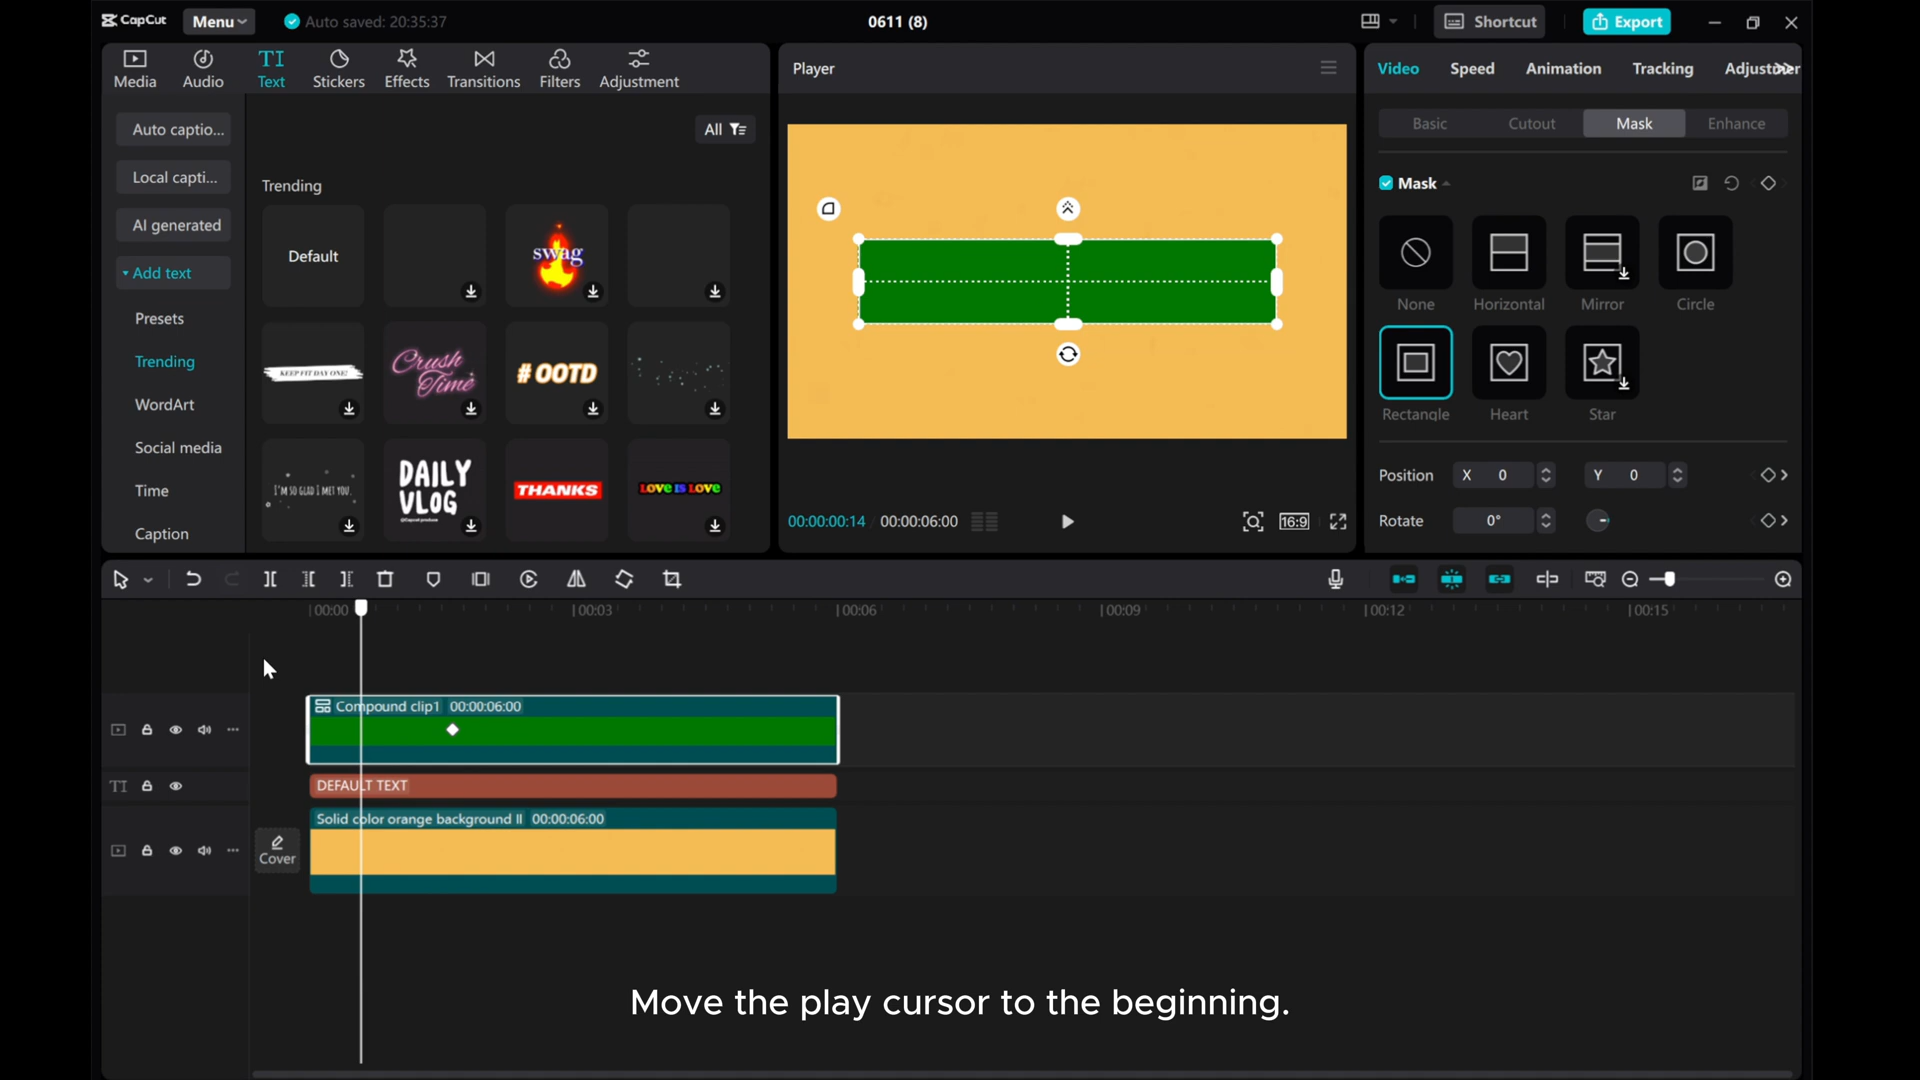 CapCut
Menu
Auto saved: 20:35:37
0611 (8)
Shortcut
Export
Media
Audio
TI
Text
Stickers
Effects
Transitions
Filters
Adjustment
Player
Video
Speed
Animation
Tracking
Auto captio...
Local capti...
AI generated
Add text
Presets
Trending
WordArt
Social media
Time
Caption
All
Trending
Default
swag
KEEP FIT DAY ONE!
Crush
Time
# OOTD
I'M SO GLAD I MET YOU.
DAILY
VLOG
THANKS
LOVE IS LOVE
00:00:00:14
00:00:06:00
16:9
Basic
Cutout
Mask
Enhance
Mask
None
Horizontal
Mirror
Circle
Rectangle
Heart
Star
Position
X
0
Y
0
Rotate
0°
00:00
00:03
00:06
00:09
00:12
00:15
Compound clip1 00:00:06:00
TI
DEFAULT TEXT
Solid color orange background II 00:00:06:00
Cover
Move the play cursor to the beginning.